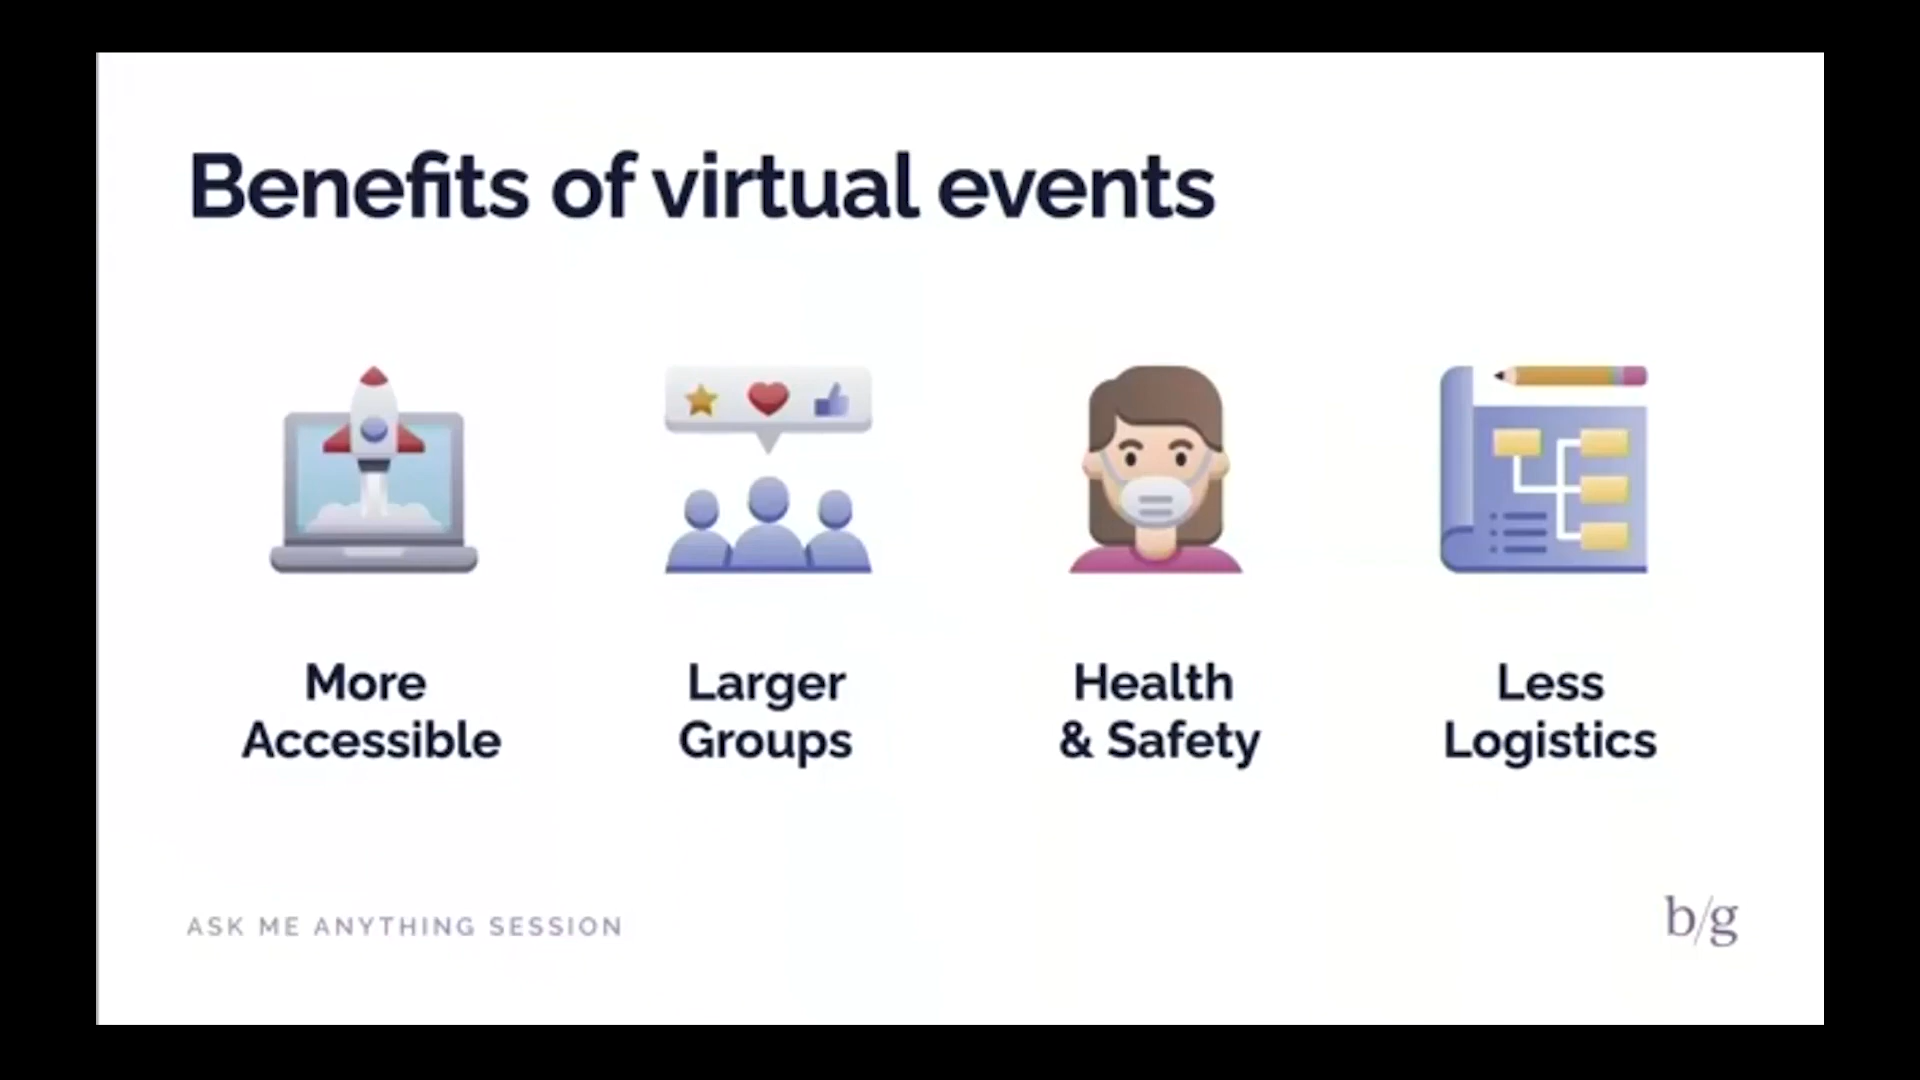 Benefits of virtual events
More
Accessible
Larger
Groups
Health
& Safety
Less
Logistics
ASK ME ANYTHING SESSION
b/g